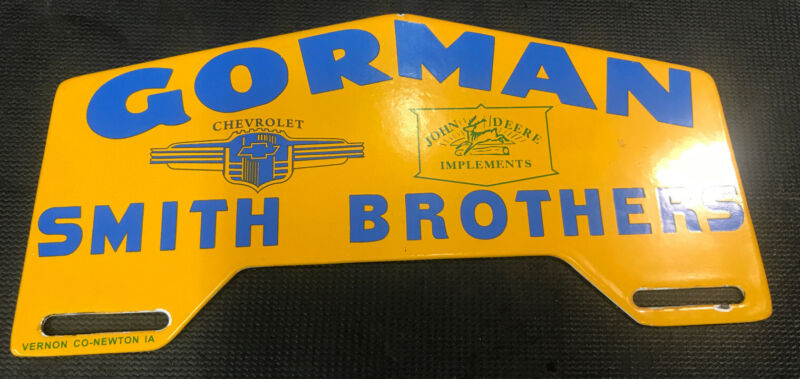 GORMAN
CHEVROLET
JOHN DEERE
IMPLEMENTS
SMITH BROTHERS
VERNON CO-NEWTON IA